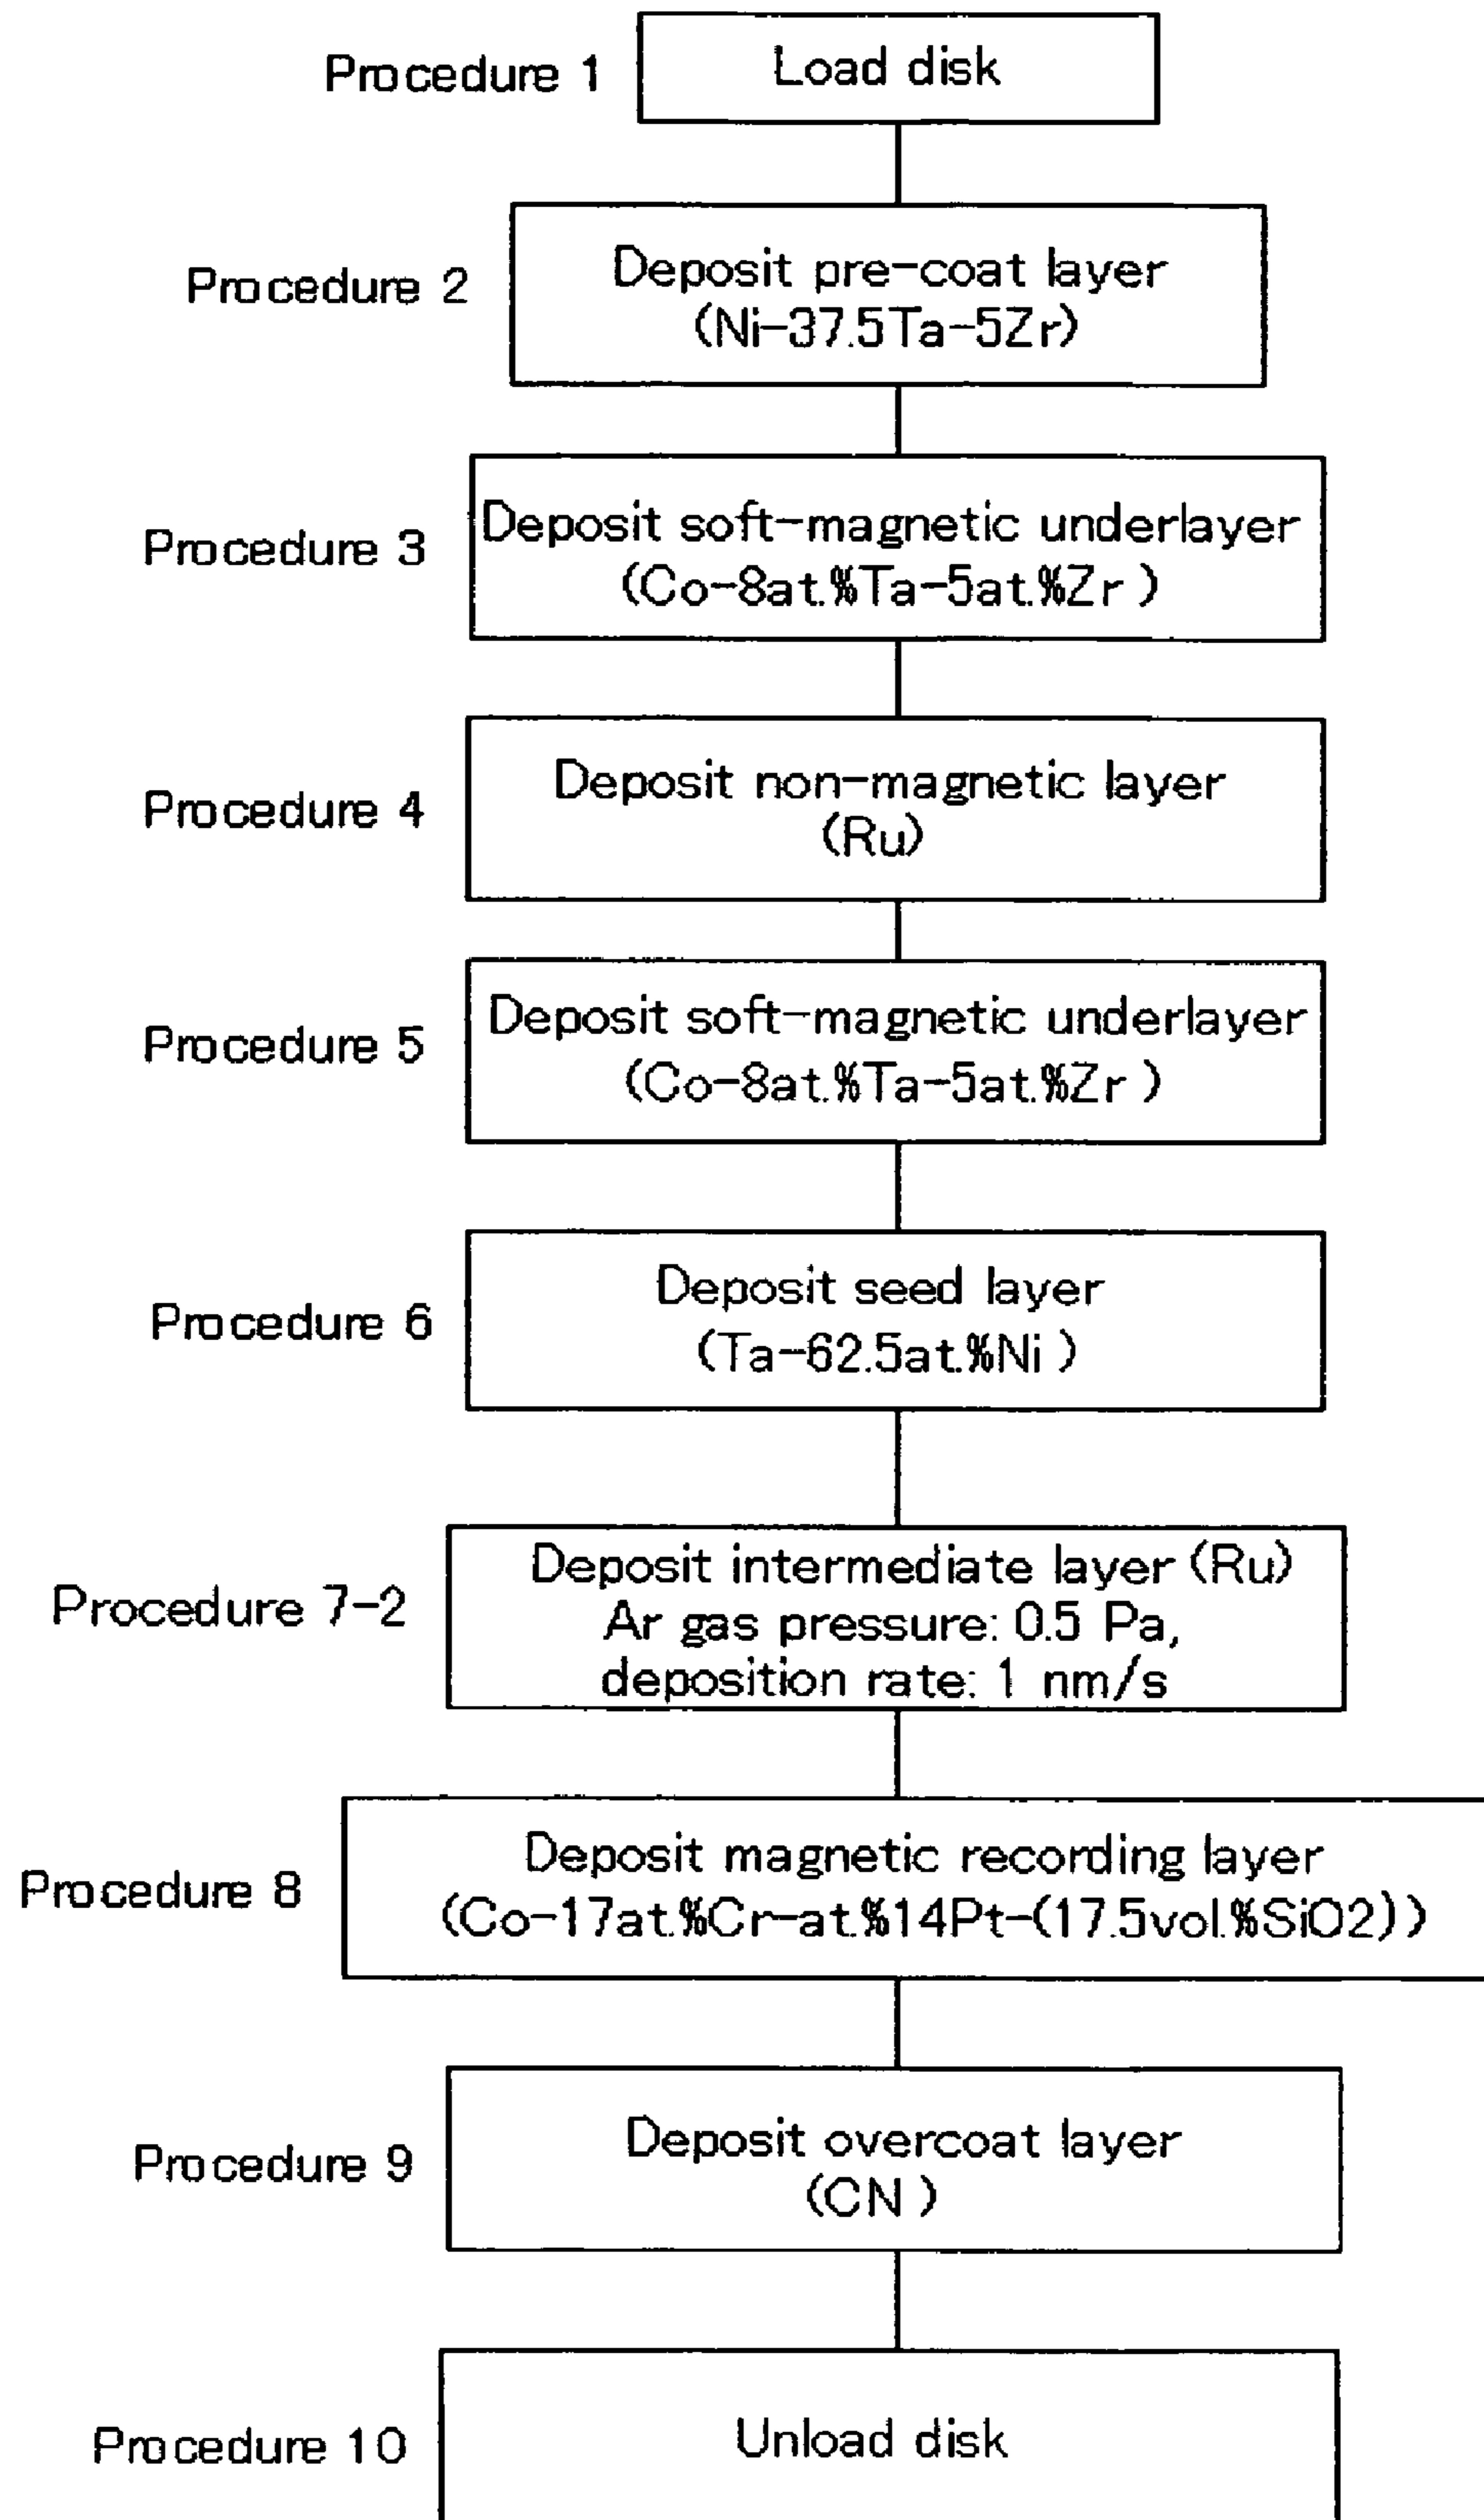 Procedure 1
Load disk
Procedure 2
Deposit pre-coat layer
(Ni-37.5Ta-5Zr)
Procedure 3
Deposit soft-magnetic underlayer
(Co-8at.%Ta-5at.%Zr)
Procedure 4
Deposit non-magnetic layer
(Ru)
Procedure 5
Deposit soft-magnetic underlayer
(Co-8at.%Ta-5at.%Zr)
Procedure 6
Deposit seed layer
(Ta-62.5at.%Ni)
Procedure 7-2
Deposit intermediate layer (Ru)
Ar gas pressure: 0.5 Pa,
deposition rate: 1 nm/s
Procedure 8
Deposit magnetic recording layer
(Co-17at.%Cr-at.%14Pt-(17.5vol.%SiO2))
Procedure 9
Deposit overcoat layer
(CN)
Procedure 10
Unload disk